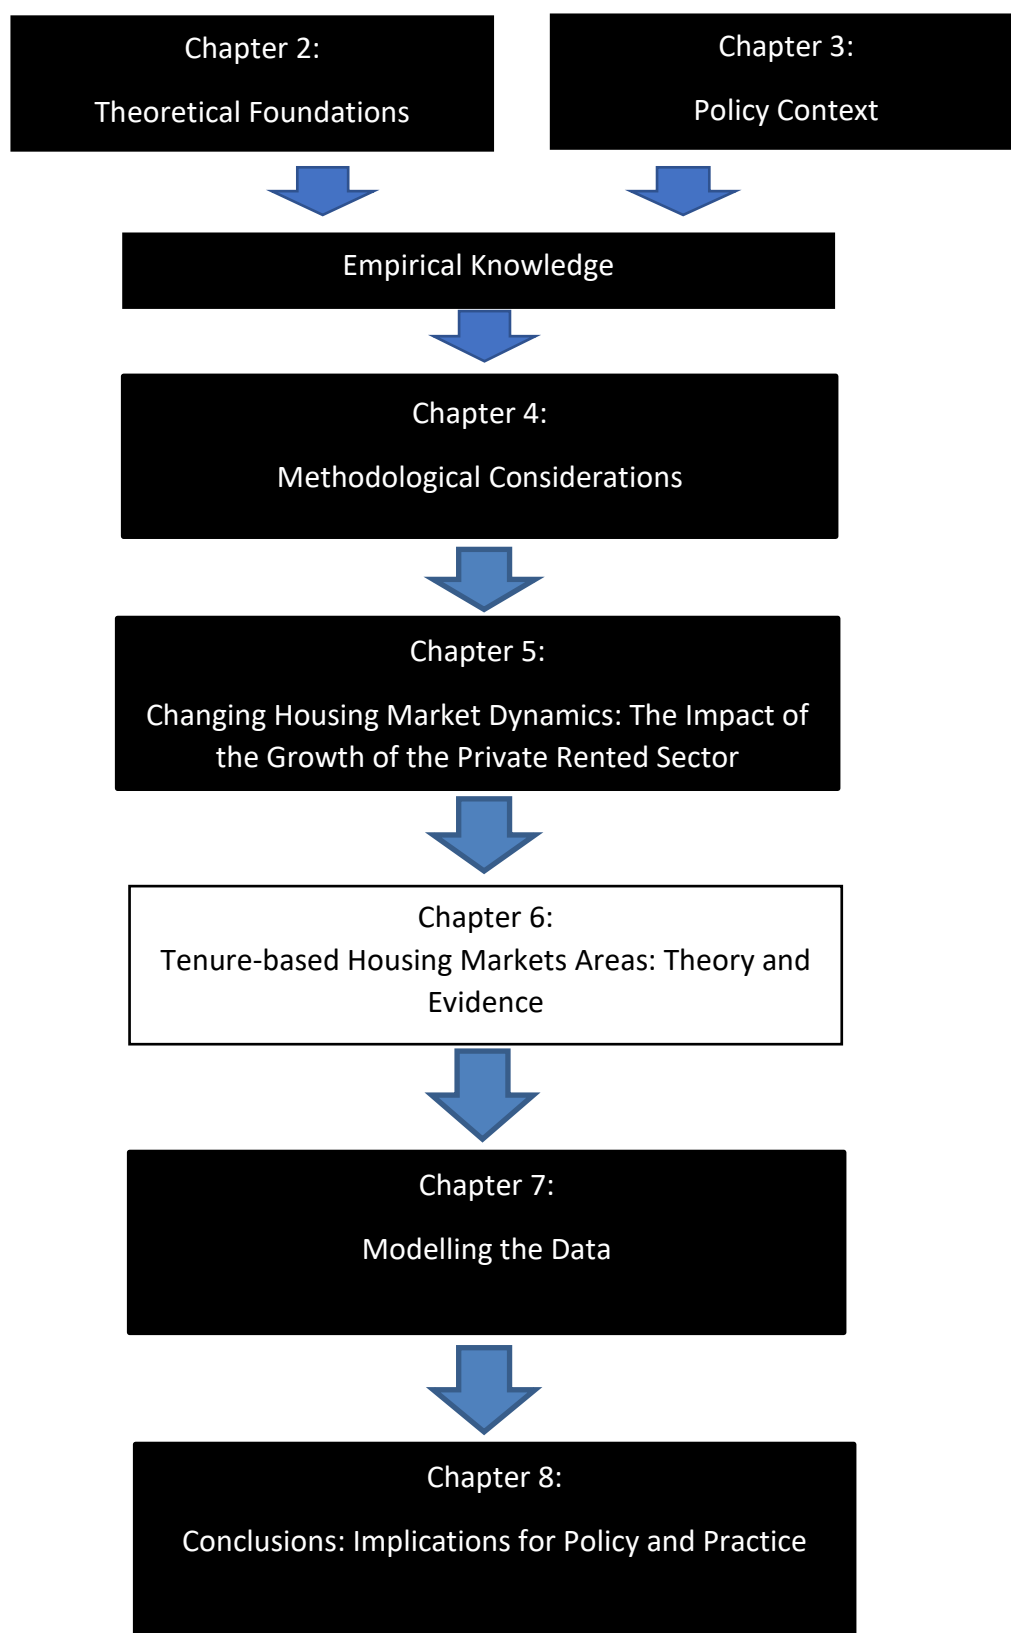 Chapter 2:
Theoretical Foundations
Chapter 3:
Policy Context
Empirical Knowledge
Chapter 4:
Methodological Considerations
Chapter 5:
Changing Housing Market Dynamics: The Impact of
the Growth of the Private Rented Sector
Chapter 6:
Tenure-based Housing Markets Areas: Theory and
Evidence
Chapter 7:
Modelling the Data
Chapter 8:
Conclusions: Implications for Policy and Practice